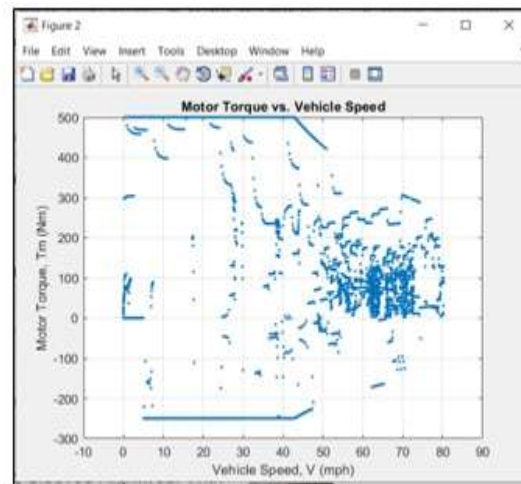 Figure 2
File Edit View Insert Tools Desktop Window Help
Motor Torque vs. Vehicle Speed
500
400
300
200
100
0
-100
-200
-300
Motor Torque, Tm (Nm)
-10 0 10 20 30 40 50 60 70 80 90
Vehicle Speed, V (mph)